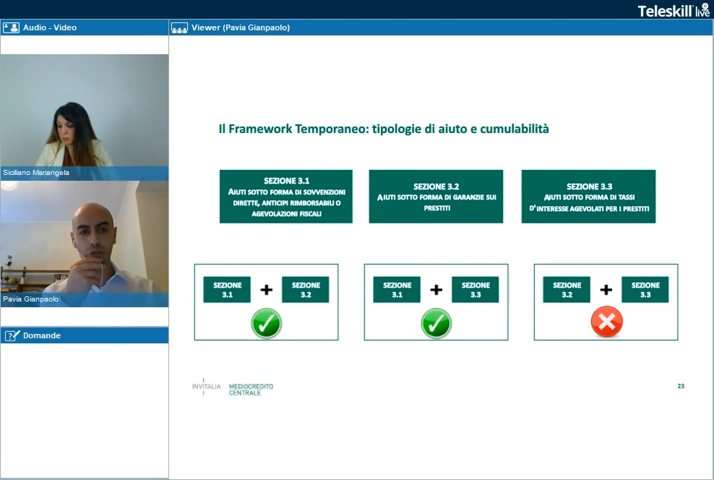 Teleskill live
Audio - Video
Viewer (Pavia Gianpaolo)
Siciliano Mariangela
Pavia Gianpaolo
Domande
Il Framework Temporaneo: tipologie di aiuto e cumulabilità
SEZIONE 3.1
AIUTI SOTTO FORMA DI SOVVENZIONI
DIRETTE, ANTICIPI RIMBORSABILI O
AGEVOLAZIONI FISCALI
SEZIONE 3.2
AIUTI SOTTO FORMA DI GARANZIE SUI
PRESTITI
SEZIONE 3.3
AIUTI SOTTO FORMA DI TASSI
D'INTERESSE AGEVOLATI PER I PRESTITI
SEZIONE
3.1
+
SEZIONE
3.2
SEZIONE
3.1
+
SEZIONE
3.3
SEZIONE
3.2
+
SEZIONE
3.3
INVITALIA
MEDIOCREDITO
CENTRALE
23